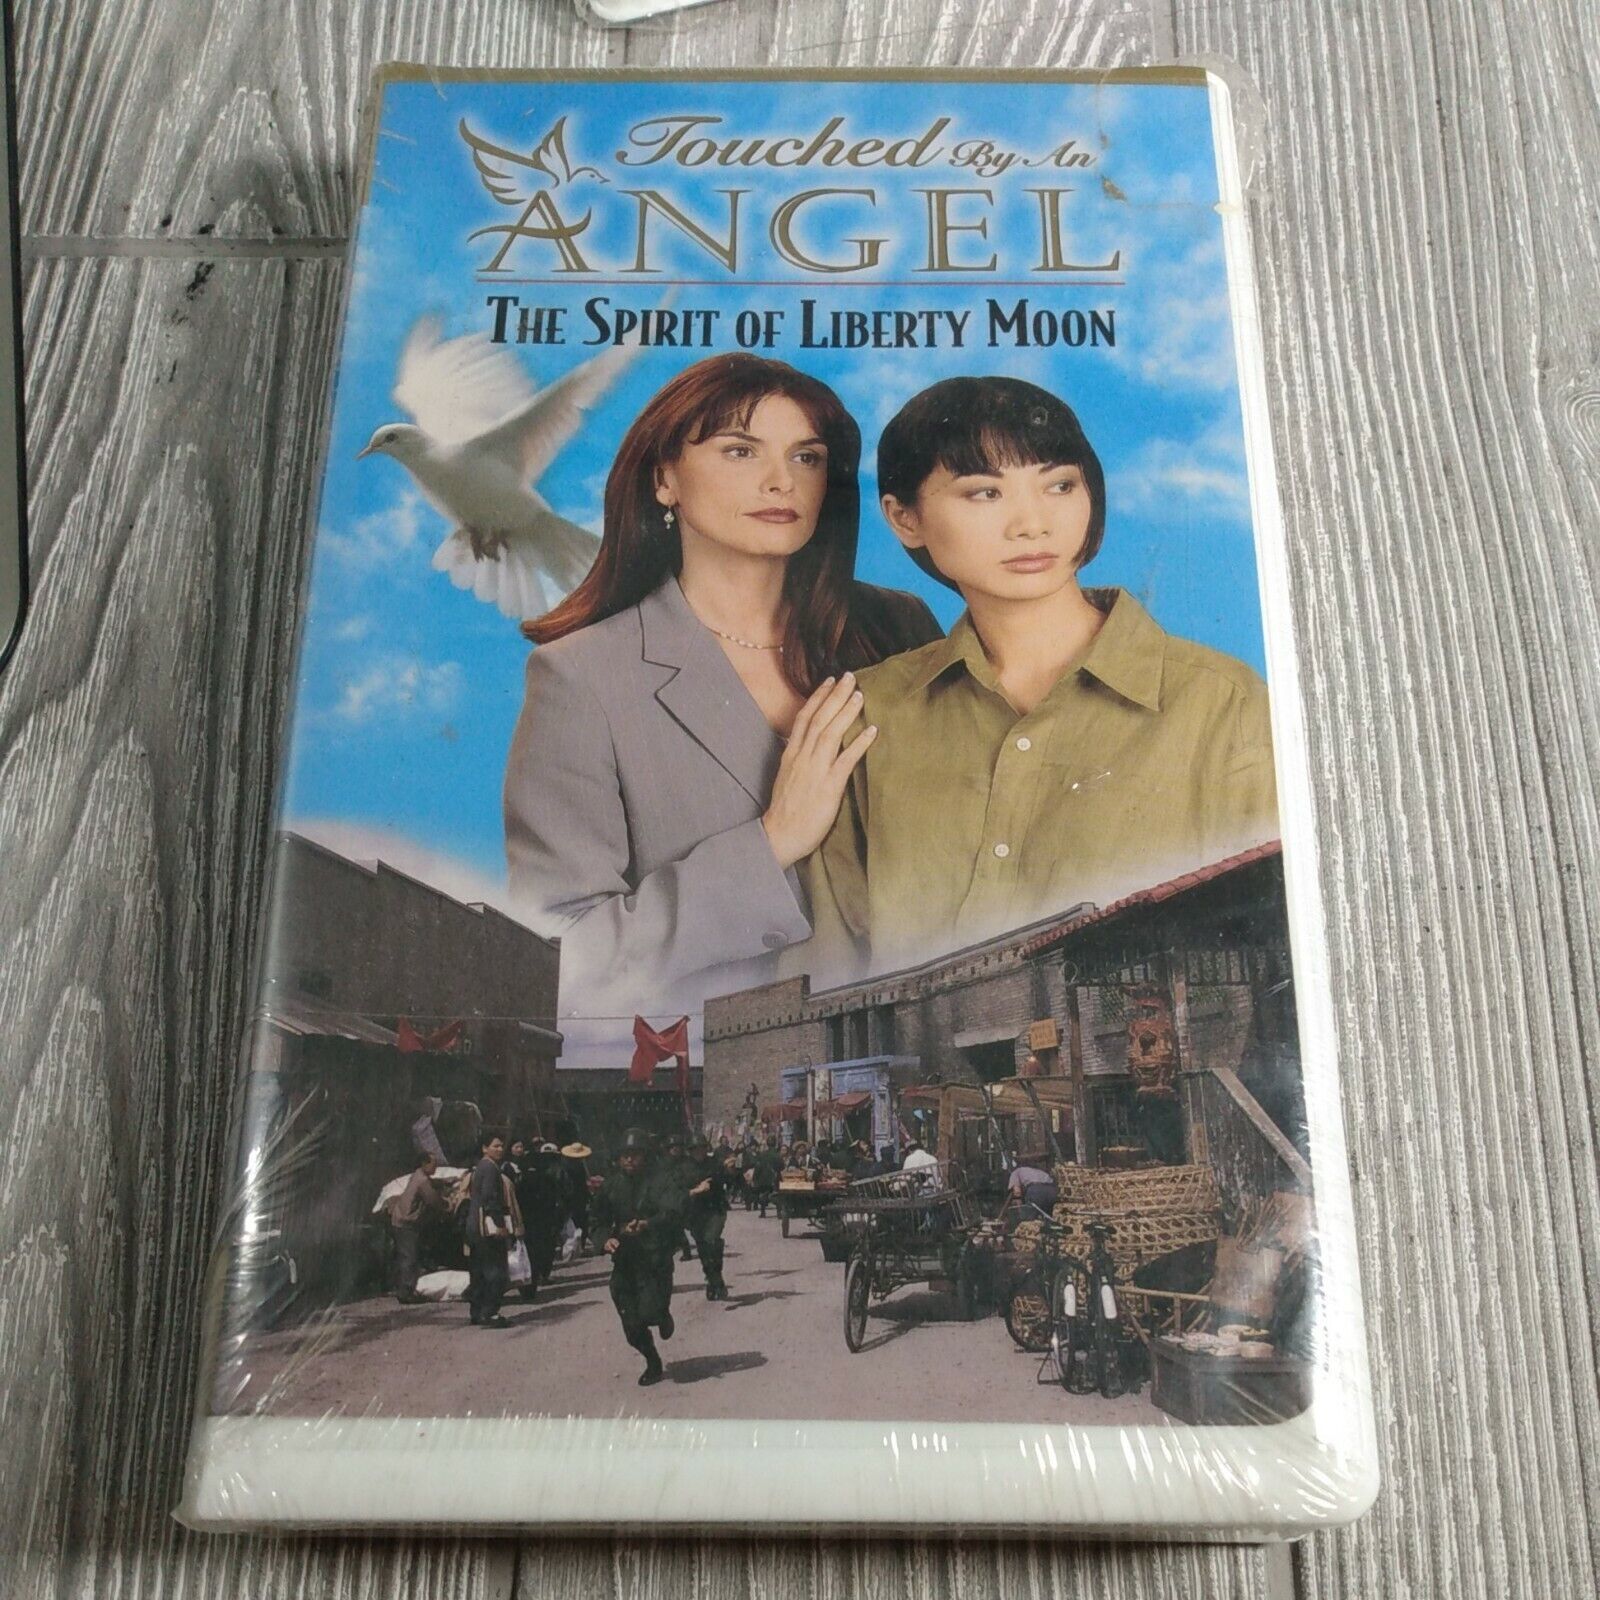 Touched By An
ANGEL
THE SPIRIT OF LIBERTY MOON